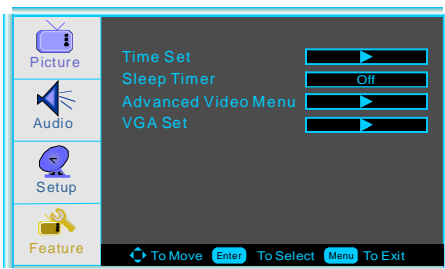 Picture
Audio
Setup
Feature
Time Set
Sleep Timer Off
Advanced Video Menu
VGA Set
To Move Enter To Select Menu To Exit